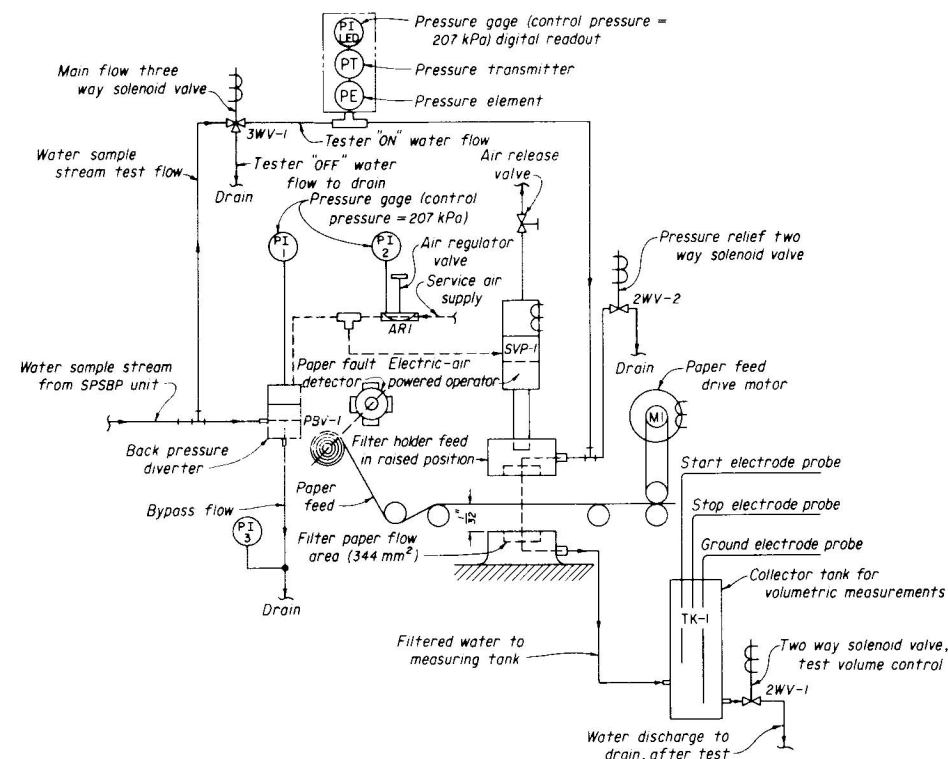 PI
LED
Pressure gage (control pressure =
207 kPa) digital readout
PT
Pressure transmitter
PE
Pressure element
Main flow three
way solenoid valve
3WV-1
Tester "ON" water
flow
Water sample
stream test flow
Tester "OFF" water
flow to drain
Drain
Air release
valve
Pressure gage (control
pressure = 207 kPa)
PI
1
PI
2
Air regulator
valve
Service air
supply
AR1
Pressure relief two
way solenoid valve
2WV-2
Drain
SVP-1
Water sample stream
from SPSBP unit
Paper fault
detector
Electric-air
powered operator
Paper feed
drive motor
M1
PBV-1
Back pressure
diverter
Filter holder feed
in raised position
Paper
feed
Bypass flow
PI
3
Drain
1"
32
Filter paper flow
area (344 mm²)
Start electrode probe
Stop electrode probe
Ground electrode probe
Collector tank for
volumetric measurements
TK-1
Filtered water to
measuring tank
Two way solenoid valve,
test volume control
2WV-1
Water discharge to
drain, after test